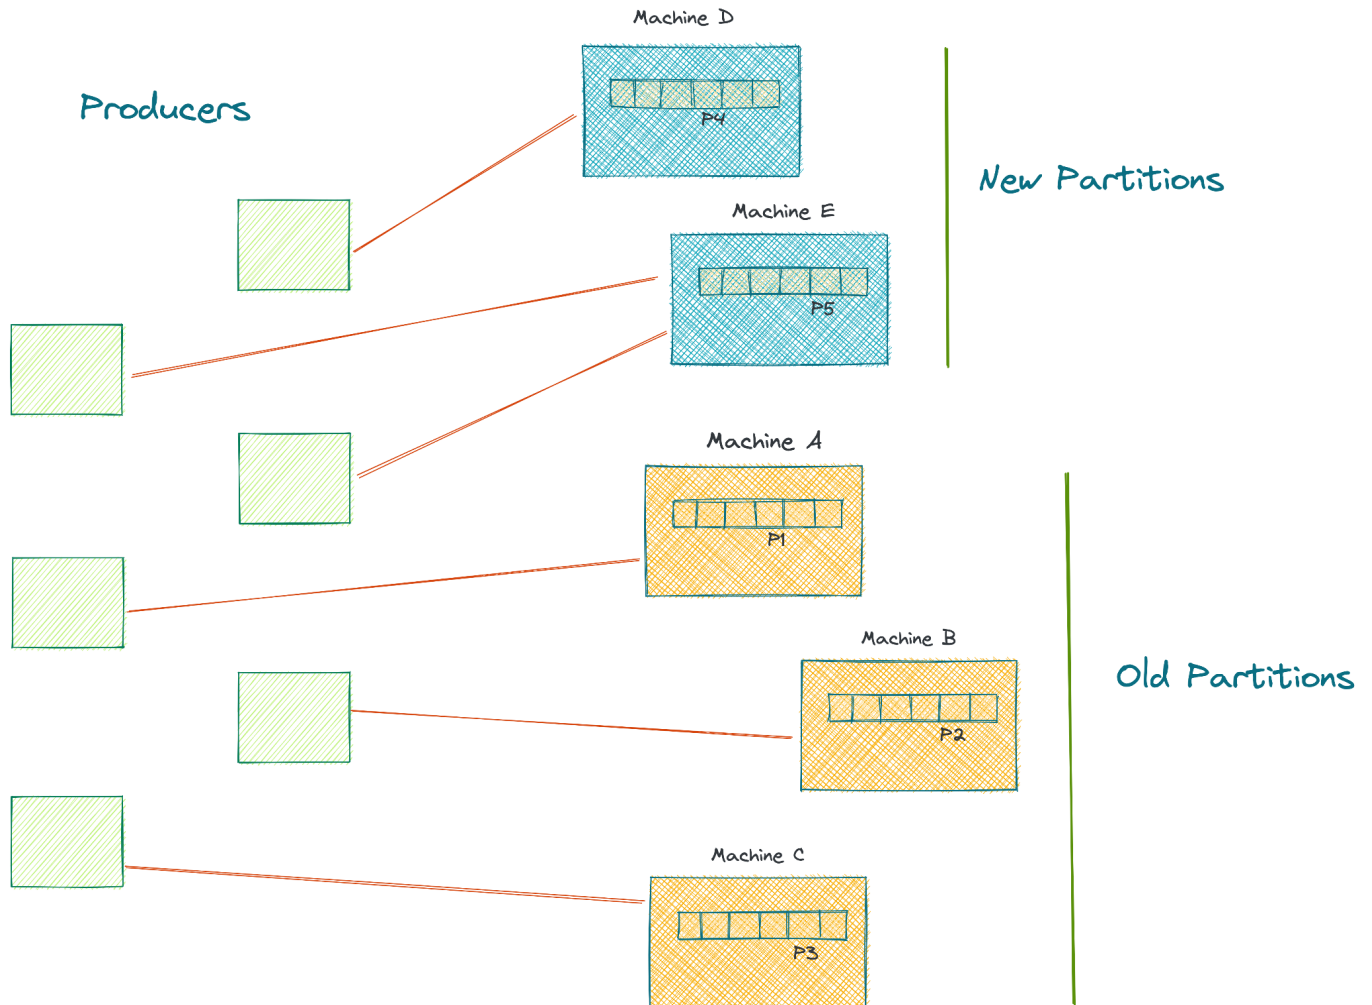 Machine D
Producers
P4
New Partitions
Machine E
P5
Machine A
P1
Machine B
Old Partitions
P2
Machine C
P3